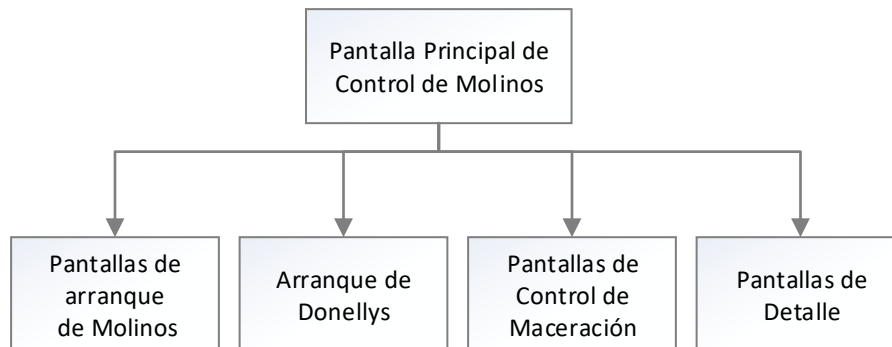 Pantalla Principal de
Control de Molinos
Pantallas de
arranque
de Molinos
Arranque de
Donellys
Pantallas de
Control de
Maceración
Pantallas de
Detalle